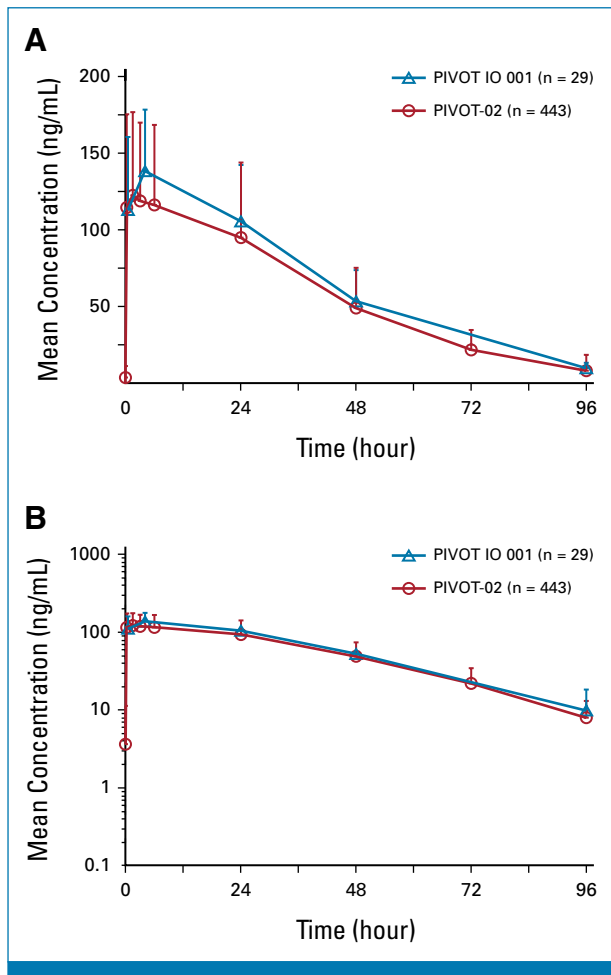 A
Mean Concentration (ng/mL)
200
150
100
50
0
24
48
72
96
Time (hour)
PIVOT IO 001 (n = 29)
PIVOT-02 (n = 443)
B
Mean Concentration (ng/mL)
1000
100
10
1
0.1
0
24
48
72
96
Time (hour)
PIVOT IO 001 (n = 29)
PIVOT-02 (n = 443)